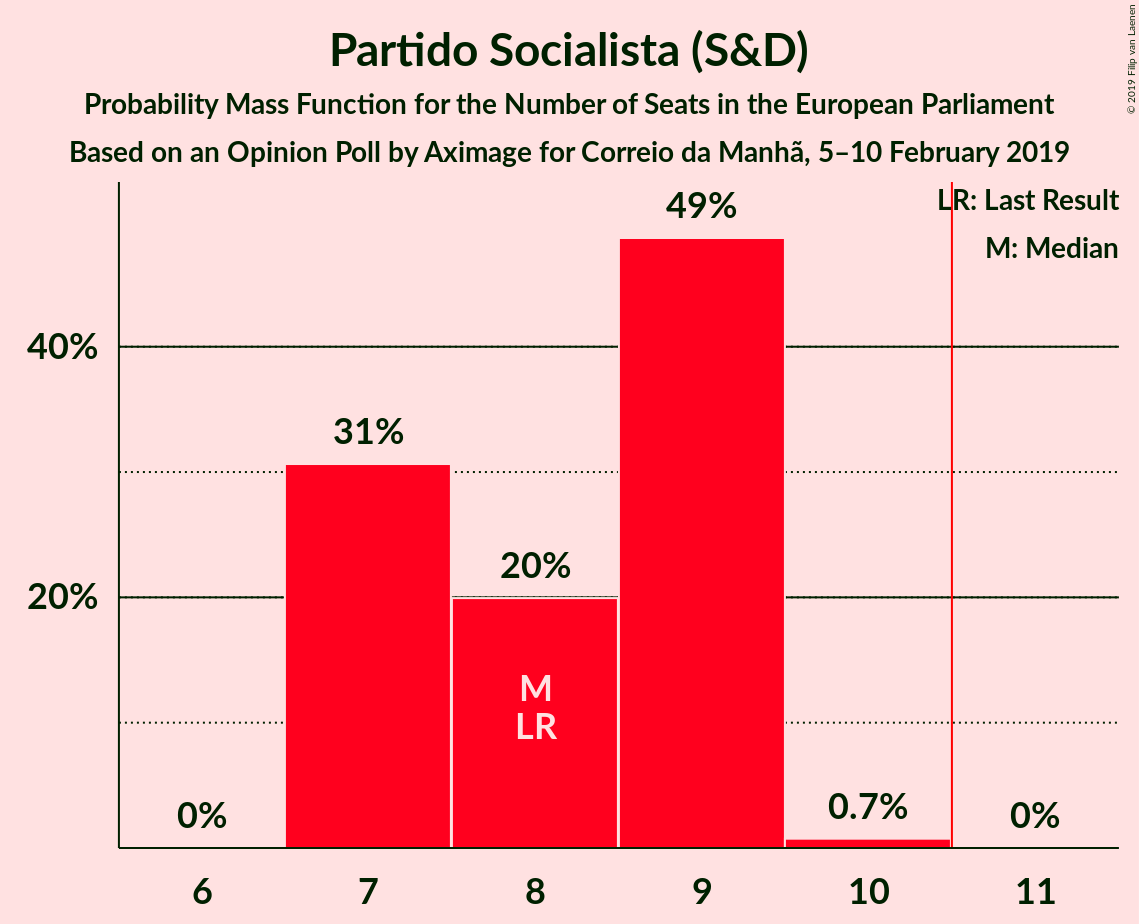 Partido Socialista (S&D)
Probability Mass Function for the Number of Seats in the European Parliament
Based on an Opinion Poll by Aximage for Correio da Manhã, 5–10 February 2019
© 2019 Filip van Laenen
LR: Last Result
M: Median
49%
40%
31%
20%
20%
M
LR
0%
0.7%
0%
6
7
8
9
10
11